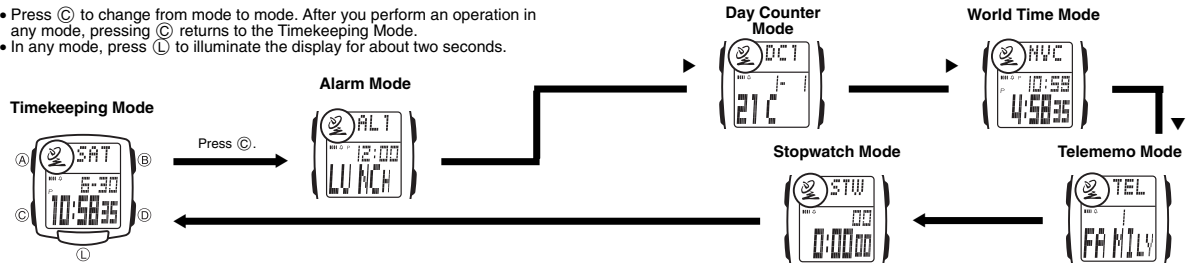 • Press Ⓒ to change from mode to mode. After you perform an operation in
any mode, pressing Ⓒ returns to the Timekeeping Mode.
• In any mode, press Ⓛ to illuminate the display for about two seconds.
Timekeeping Mode
Ⓐ
Ⓑ
Ⓒ
Ⓓ
Ⓛ
SAT
P
6-30
10:58 35
Press Ⓒ.
Alarm Mode
AL1
P
12:00
LUNCH
Day Counter
Mode
DC1
1- 1
21C
World Time Mode
NYC
P
P 10:59
4:58 35
Telememo Mode
TEL
1
FAMILY
Stopwatch Mode
STW
00
0:00 00